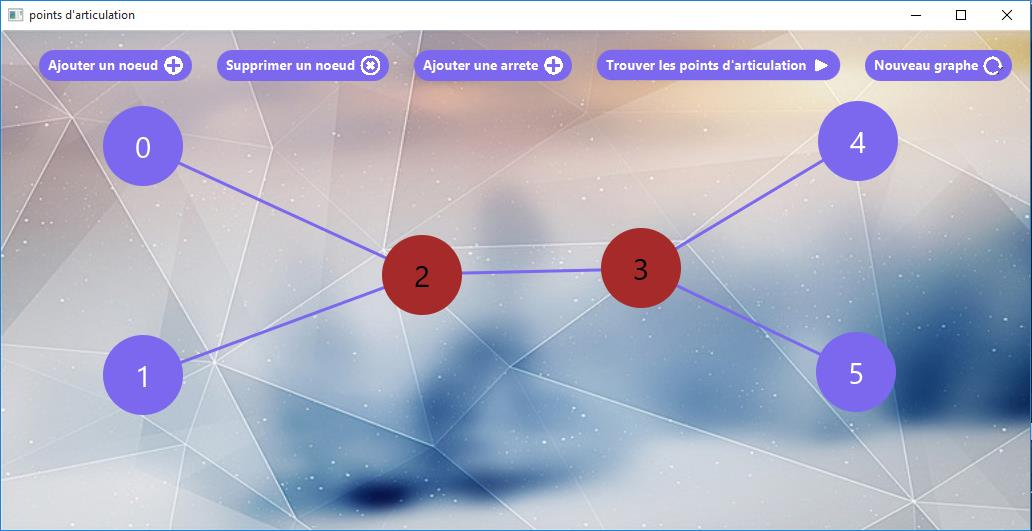 points d'articulation
Ajouter un noeud
Supprimer un noeud
Ajouter une arrete
Trouver les points d'articulation
Nouveau graphe
0
4
2
3
1
5